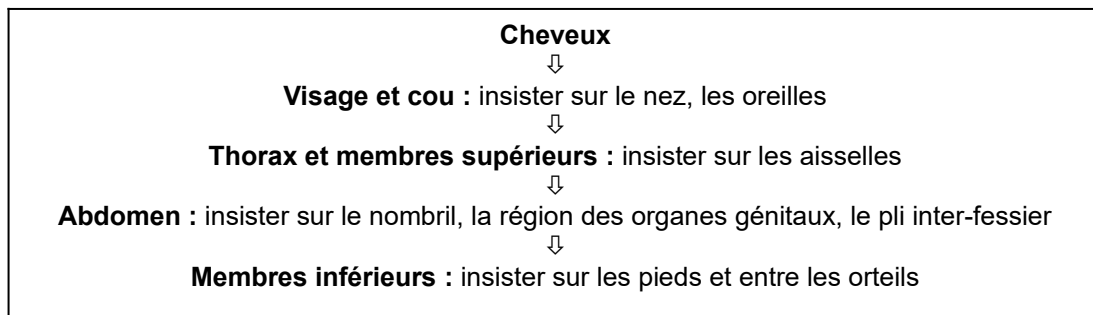 Cheveux
⇩
Visage et cou : insister sur le nez, les oreilles
⇩
Thorax et membres supérieurs : insister sur les aisselles
⇩
Abdomen : insister sur le nombril, la région des organes génitaux, le pli inter-fessier
⇩
Membres inférieurs : insister sur les pieds et entre les orteils